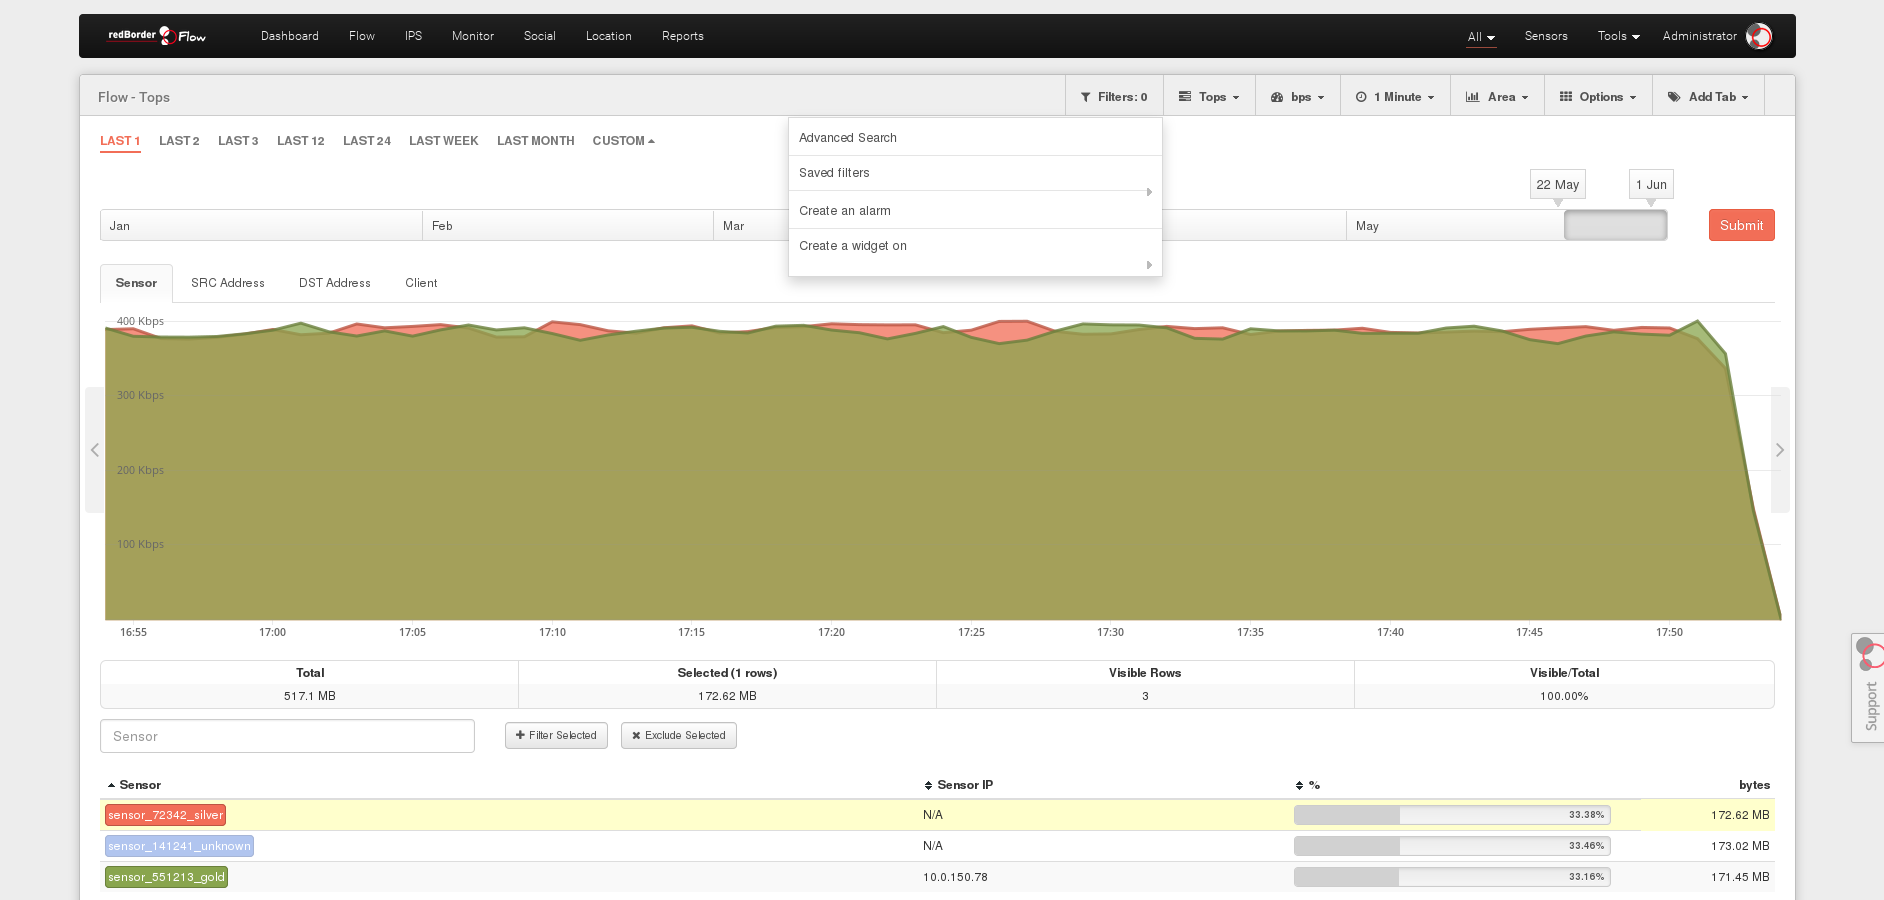 redBorder Flow Dashboard Flow IPS Monitor Social Location Reports All Sensors Tools Administrator
Flow - Tops Filters: 0 Tops bps 1 Minute Area Options Add Tab
LAST 1 LAST 2 LAST 3 LAST 12 LAST 24 LAST WEEK LAST MONTH CUSTOM
Advanced Search
Saved filters
Create an alarm
Create a widget on
22 May 1 Jun
Jan Feb Mar May Submit
Sensor SRC Address DST Address Client
400 Kbps
300 Kbps
200 Kbps
100 Kbps
16:55 17:00 17:05 17:10 17:15 17:20 17:25 17:30 17:35 17:40 17:45 17:50
Support
Total Selected (1 rows) Visible Rows Visible/Total
517.1 MB 172.62 MB 3 100.00%
Sensor Filter Selected Exclude Selected
Sensor Sensor IP % bytes
sensor_72342_silver N/A 33.38% 172.62 MB
sensor_141241_unknown N/A 33.46% 173.02 MB
sensor_551213_gold 10.0.150.78 33.16% 171.45 MB